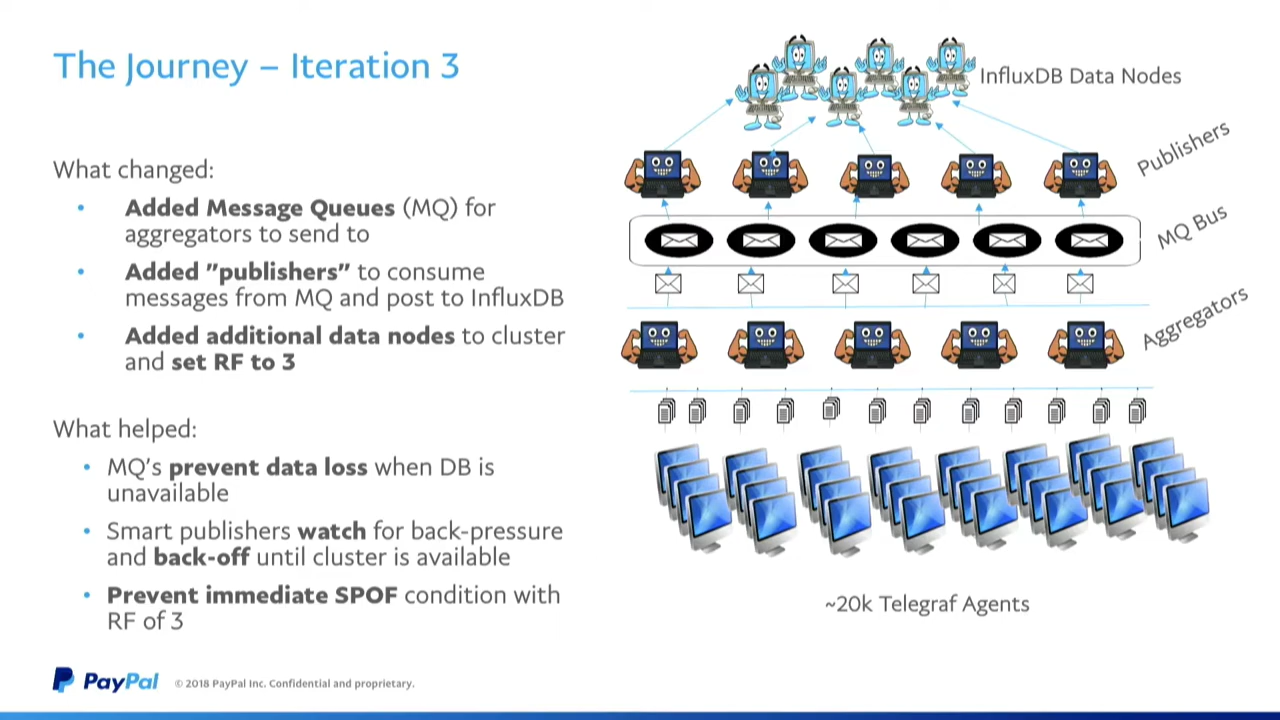 The Journey – Iteration 3
What changed:
• Added Message Queues (MQ) for
aggregators to send to
• Added ”publishers” to consume
messages from MQ and post to InfluxDB
• Added additional data nodes to cluster
and set RF to 3
What helped:
• MQ’s prevent data loss when DB is
unavailable
• Smart publishers watch for back-pressure
and back-off until cluster is available
• Prevent immediate SPOF condition with
RF of 3
InfluxDB Data Nodes
Publishers
MQ Bus
Aggregators
~20k Telegraf Agents
PayPal
© 2018 PayPal Inc. Confidential and proprietary.